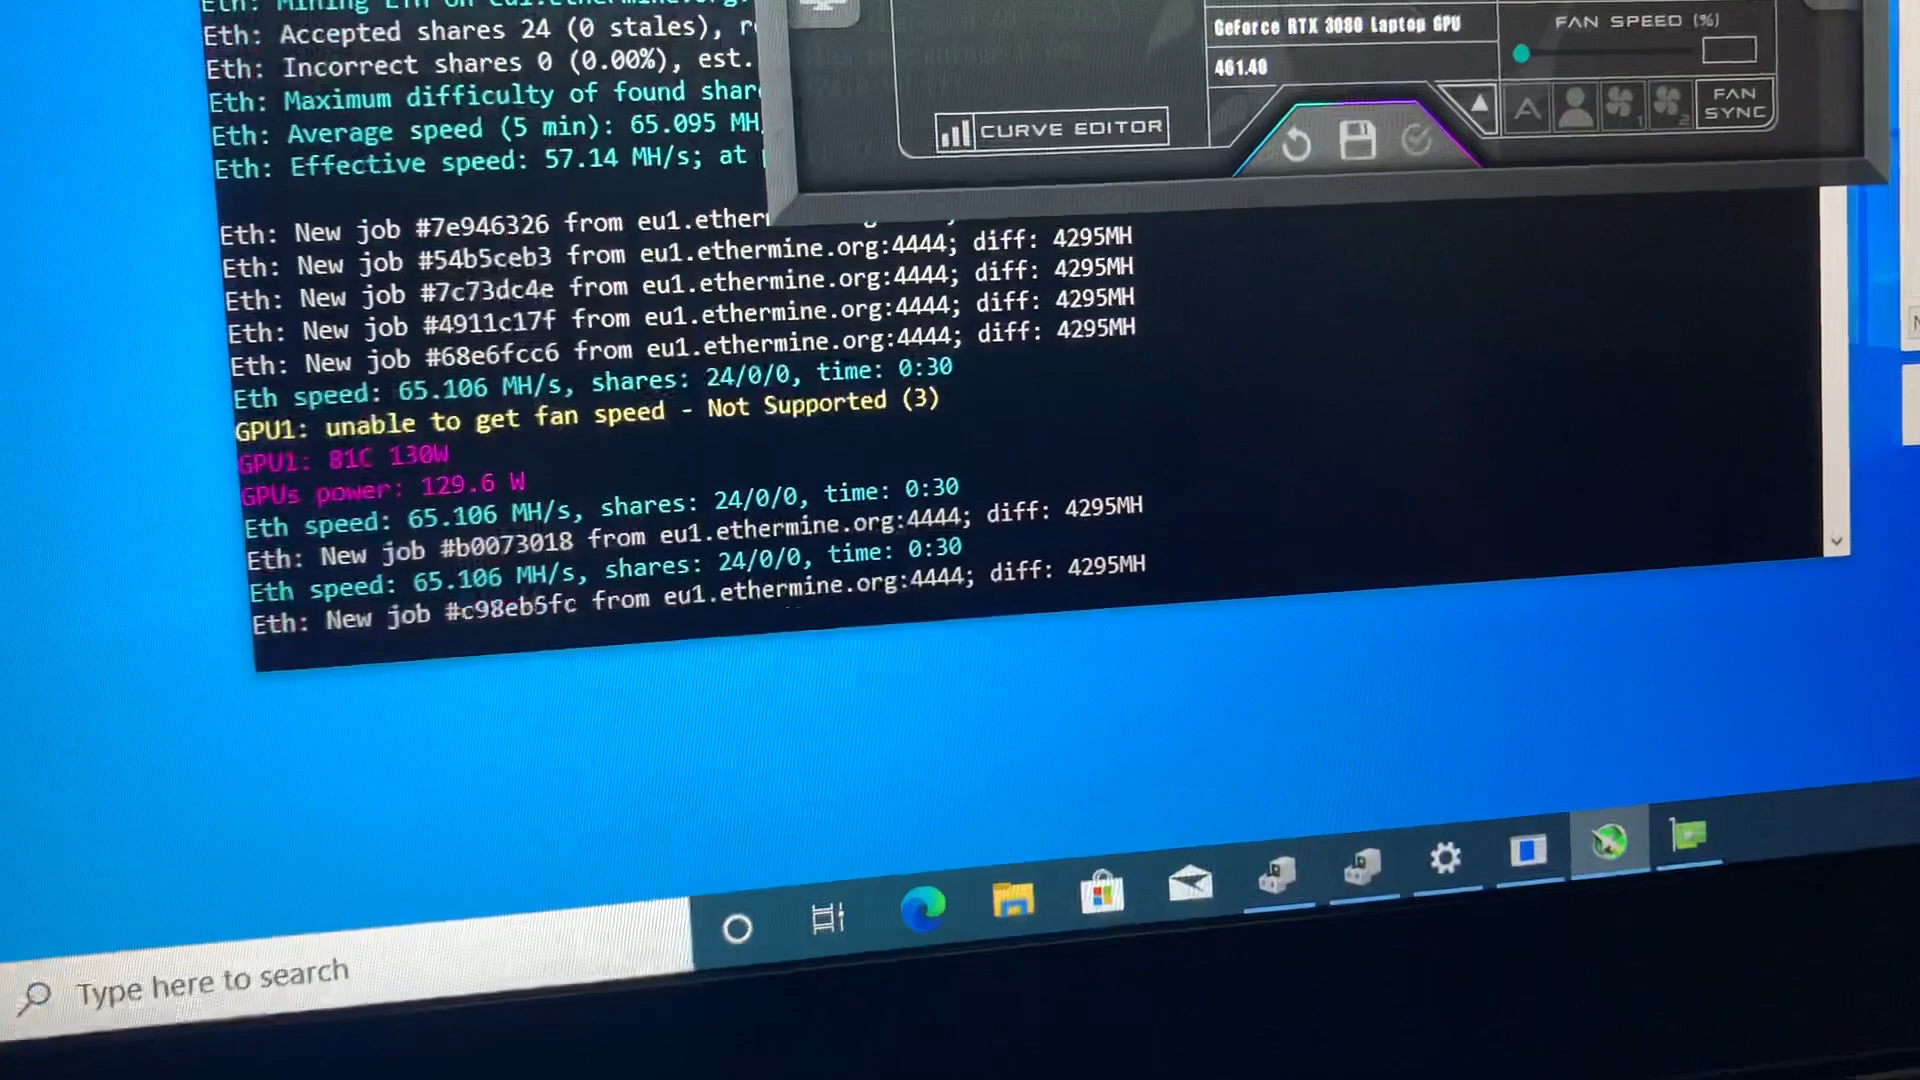 Eth: Mining ETH on eu1.ethermine.org
Eth: Accepted shares 24 (0 stales),
Eth: Incorrect shares 0 (0.00%), est.
Eth: Maximum difficulty of found
Eth: Average speed (5 min): 65.095 MH
Eth: Effective speed: 57.14 MH/s; at
Eth: New job #7e946326 from
Eth: New job #54b5ceb3 from eu1.ethermine.org:4444; diff: 4295MH
Eth: New job #7c73dc4e from eu1.ethermine.org:4444; diff: 4295MH
Eth: New job #4911c17f from eu1.ethermine.org:4444; diff: 4295MH
Eth: New job #68e6fcc6 from eu1.ethermine.org:4444; diff: 4295MH
Eth speed: 65.106 MH/s, shares: 24/0/0, time: 0:30
GPU1: unable to get fan speed - Not Supported (3)
GPU1: 81C 130W
GPUs power: 129.6 W
Eth speed: 65.106 MH/s, shares: 24/0/0, time: 0:30
Eth: New job #b0073018 from eu1.ethermine.org:4444; diff: 4295MH
Eth speed: 65.106 MH/s, shares: 24/0/0, time: 0:30
Eth: New job #c98eb5fc from eu1.ethermine.org:4444; diff: 4295MH
GeForce RTX 3080 Laptop GPU
461.40
CURVE EDITOR
FAN SPEED (%)
A
1
2
FAN
SYNC
Type here to search